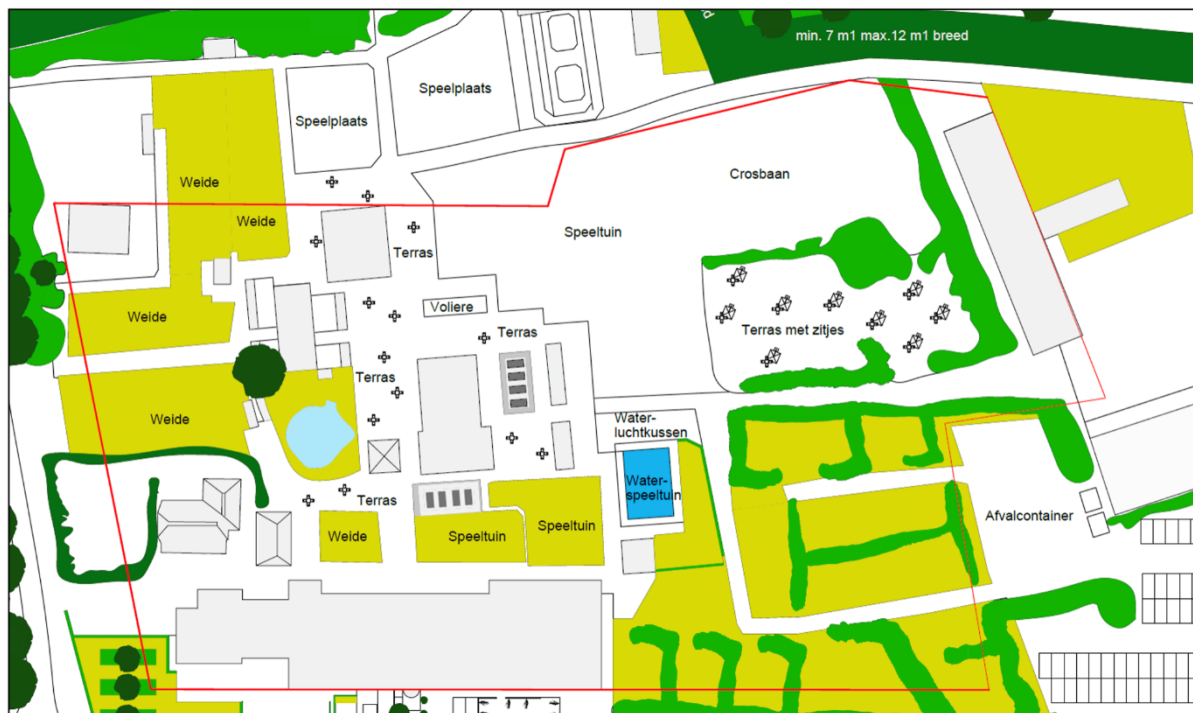 min. 7 m1 max.12 m1 breed
Speelplaats
Speelplaats
Crosbaan
Weide
Weide
Speeltuin
Terras
Voliere
Weide
Terras
Terras met zitjes
Terras
Weide
Water-
luchtkussen
Water-
speeltuin
Terras
Afvalcontainer
Weide
Speeltuin
Speeltuin